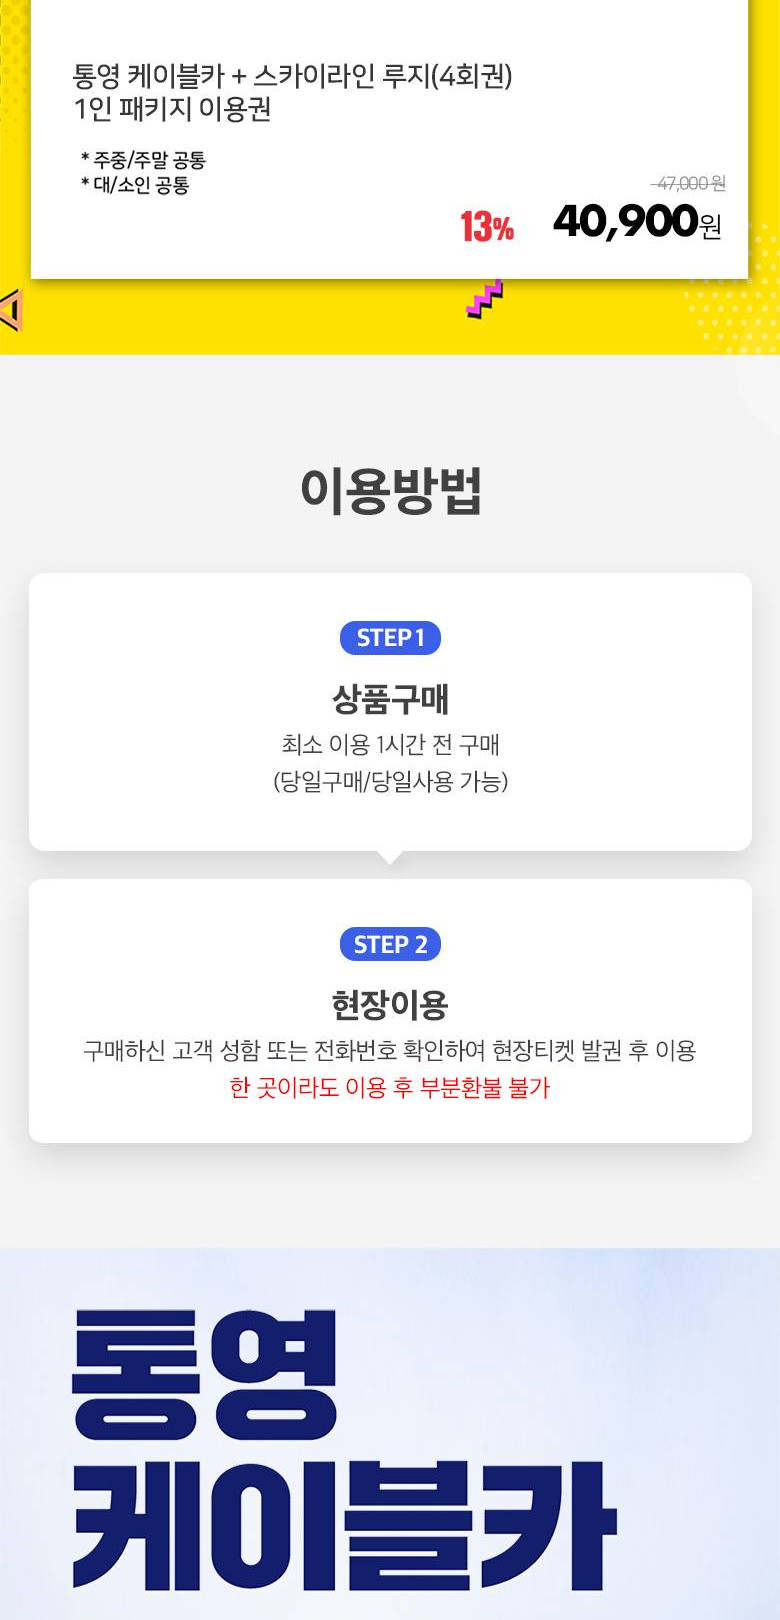 통영 케이블카 + 스카이라인 루지(4회권)
1인 패키지 이용권
* 주중/주말 공통
* 대/소인 공통
47,000원
13% 40,900원
이용방법
STEP 1
상품구매
최소 이용 1시간 전 구매
(당일구매/당일사용 가능)
STEP 2
현장이용
구매하신 고객 성함 또는 전화번호 확인하여 현장티켓 발권 후 이용
한 곳이라도 이용 후 부분환불 불가
통영
케이블카